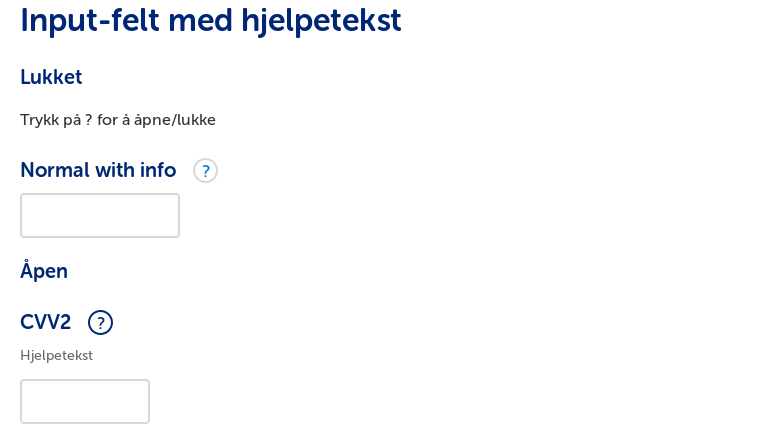 Input-felt med hjelpetekst
Lukket
Trykk på ? for å åpne/lukke
Normal with info ?
Åpen
CVV2 ?
Hjelpetekst